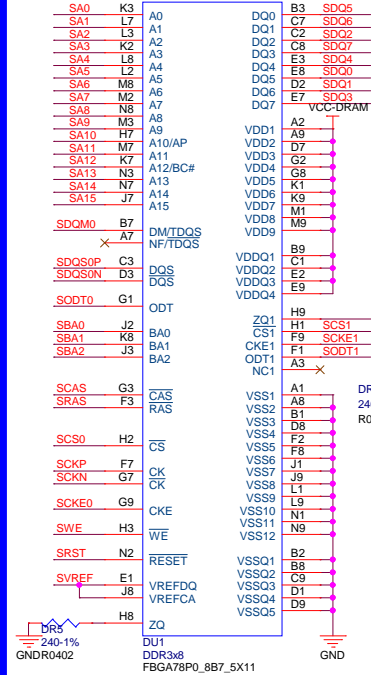 SA0 K3 A0
SA1 L7 A1
SA2 L3 A2
SA3 K2 A3
SA4 L8 A4
SA5 L2 A5
SA6 M8 A6
SA7 M2 A7
SA8 N8 A8
SA9 M3 A9
SA10 H7 A10/AP
SA11 M7 A11
SA12 K7 A12/BC#
SA13 N3 A13
SA14 N7 A14
SA15 J7 A15
SDQM0 B7 DM/TDQS
A7 NF/TDQS
SDQS0P C3 DQS
SDQS0N D3 DQS
SODT0 G1 ODT
SBA0 J2 BA0
SBA1 K8 BA1
SBA2 J3 BA2
SCAS G3 CAS
SRAS F3 RAS
SCS0 H2 CS
SCKP F7 CK
SCKN G7 CK
SCKE0 G9 CKE
SWE H3 WE
SRST N2 RESET
SVREF E1 VREFDQ
J8 VREFCA
H8 ZQ
DR5
240-1%
GND R0402
DU1
DDR3x8
FBGA78P0_8B7_5X11
DQ0 B3 SDQ5
DQ1 C7 SDQ6
DQ2 C2 SDQ2
DQ3 C8 SDQ7
DQ4 E3 SDQ4
DQ5 E8 SDQ0
DQ6 D2 SDQ1
DQ7 E7 SDQ3
VCC-DRAM
VDD1 A2
VDD2 A9
VDD3 D7
VDD4 G2
VDD5 G8
VDD6 K1
VDD7 K9
VDD8 M1
VDD9 M9
VDDQ1 B9
VDDQ2 C1
VDDQ3 E2
VDDQ4 E9
ZQ1 H9
CS1 H1 SCS1
CKE1 F9 SCKE1
ODT1 F1 SODT1
NC1 A3
VSS1 A1
VSS2 A8
VSS3 B1
VSS4 D8
VSS5 F2
VSS6 F8
VSS7 J1
VSS8 J9
VSS9 L1
VSS10 L9
VSS11 N1
VSS12 N9
VSSQ1 B2
VSSQ2 B8
VSSQ3 C9
VSSQ4 D1
VSSQ5 D9
GND
DR
240
R0